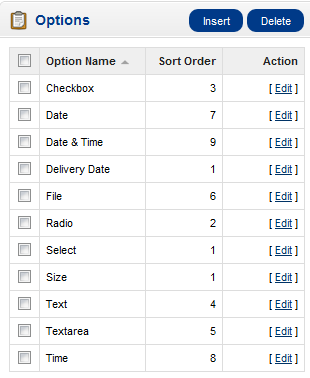 Options Insert Delete
Option Name Sort Order Action
Checkbox 3 [ Edit ]
Date 7 [ Edit ]
Date & Time 9 [ Edit ]
Delivery Date 1 [ Edit ]
File 6 [ Edit ]
Radio 2 [ Edit ]
Select 1 [ Edit ]
Size 1 [ Edit ]
Text 4 [ Edit ]
Textarea 5 [ Edit ]
Time 8 [ Edit ]